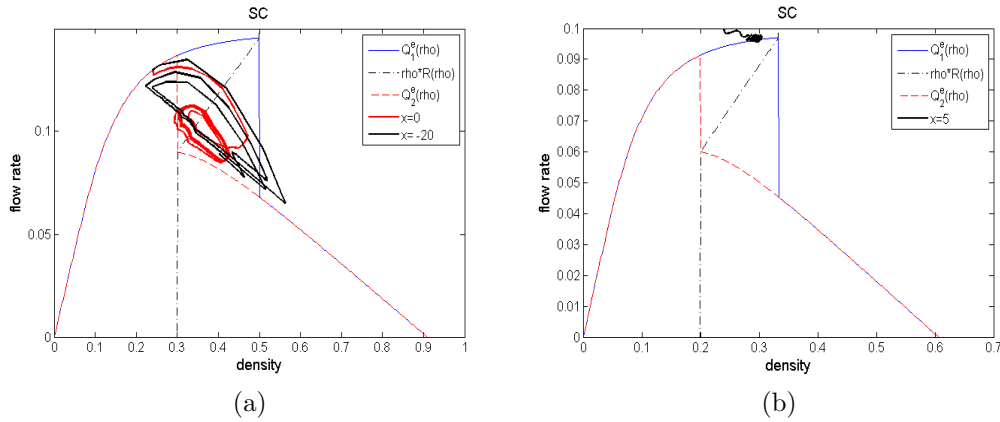 SC
flow rate
0.1
0.05
0
0 0.1 0.2 0.3 0.4 0.5 0.6 0.7 0.8 0.9 1
density
Q₁ᵉ(rho)
rho*R(rho)
Q₂ᵉ(rho)
x=0
x= -20
(a)
SC
flow rate
0.1
0.09
0.08
0.07
0.06
0.05
0.04
0.03
0.02
0.01
0
0 0.1 0.2 0.3 0.4 0.5 0.6 0.7
density
Q₁ᵉ(rho)
rho*R(rho)
Q₂ᵉ(rho)
x=5
(b)